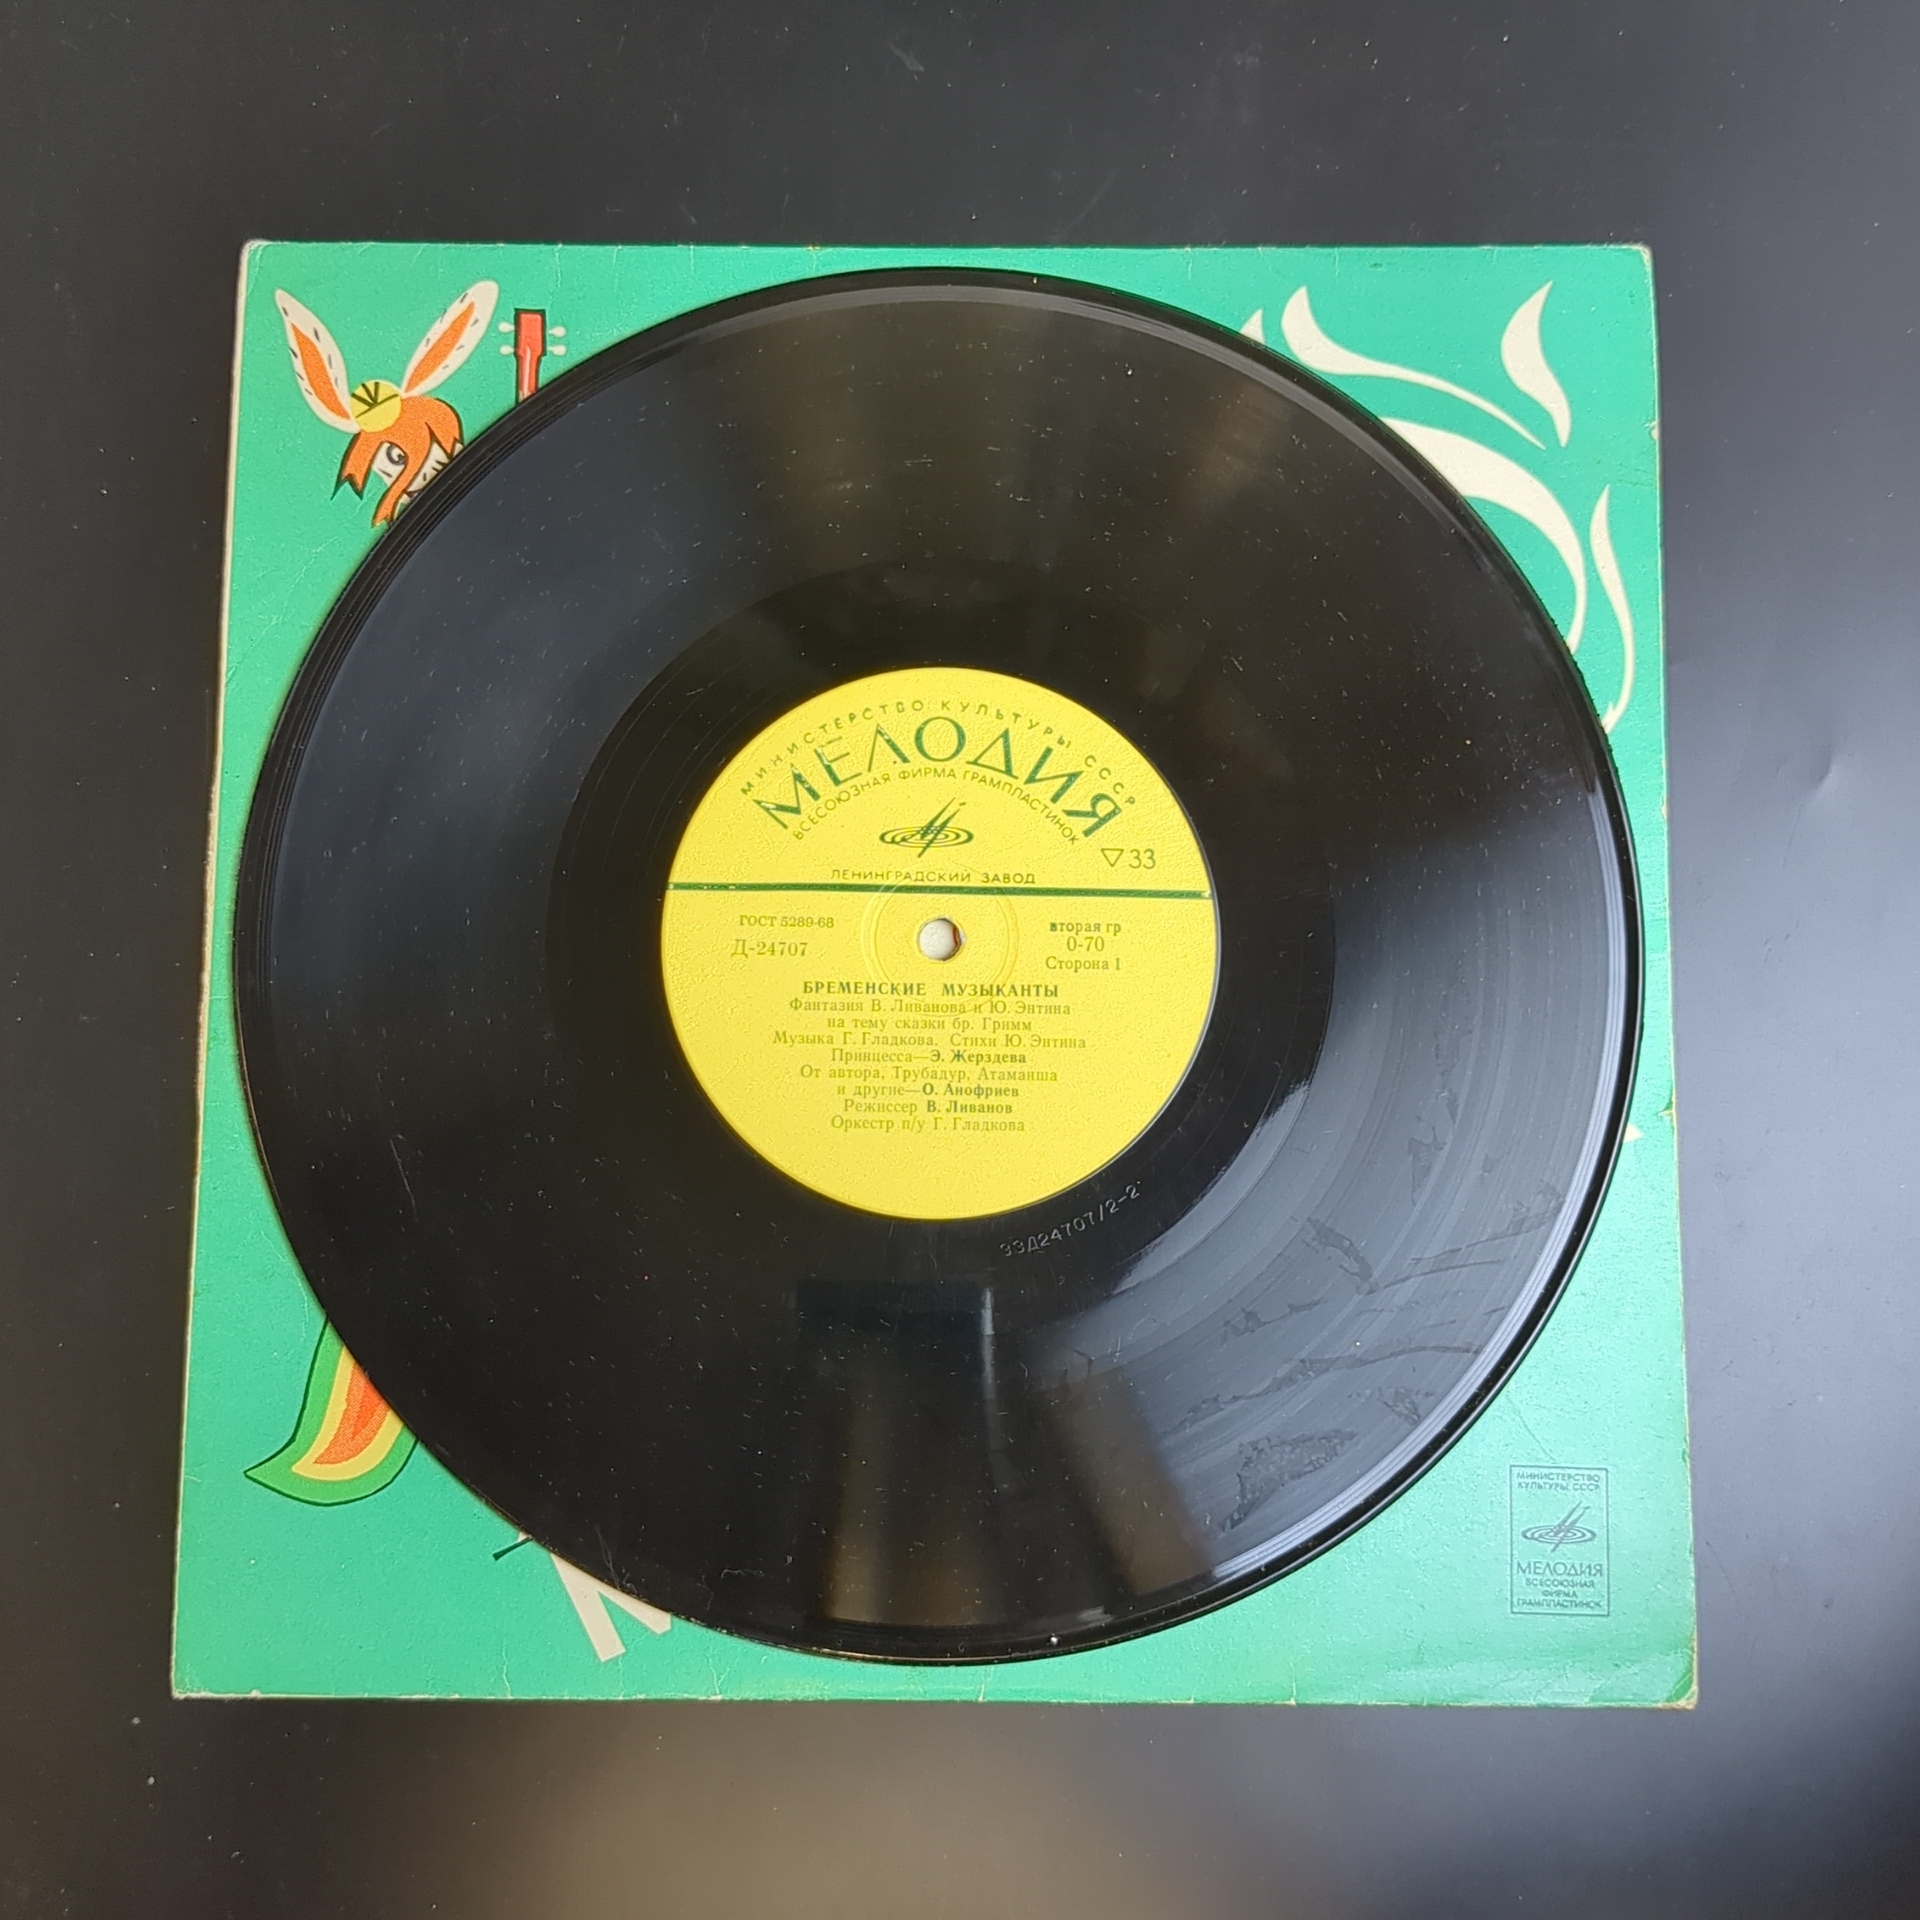 МИНИСТЕРСТВО КУЛЬТУРЫ СССР
МЕЛОДИЯ
ВСЕСОЮЗНАЯ ФИРМА ГРАМПЛАСТИНОК
▽33
ЛЕНИНГРАДСКИЙ ЗАВОД
ГОСТ 5289-68
Д-24707
вторая гр
0-70
Сторона 1
БРЕМЕНСКИЕ МУЗЫКАНТЫ
Фантазия В. Ливанова и Ю. Энтина
на тему сказки бр. Гримм
Музыка Г. Гладкова. Стихи Ю. Энтина
Принцесса—Э. Жерздева
От автора, Трубадур, Атаманша
и другие—О. Анофриев
Режиссер В. Ливанов
Оркестр п/у Г. Гладкова
33Д24707/2-2
МИНИСТЕРСТВО
КУЛЬТУРЫ СССР
МЕЛОДИЯ
ВСЕСОЮЗНАЯ
ФИРМА
ГРАМПЛАСТИНОК